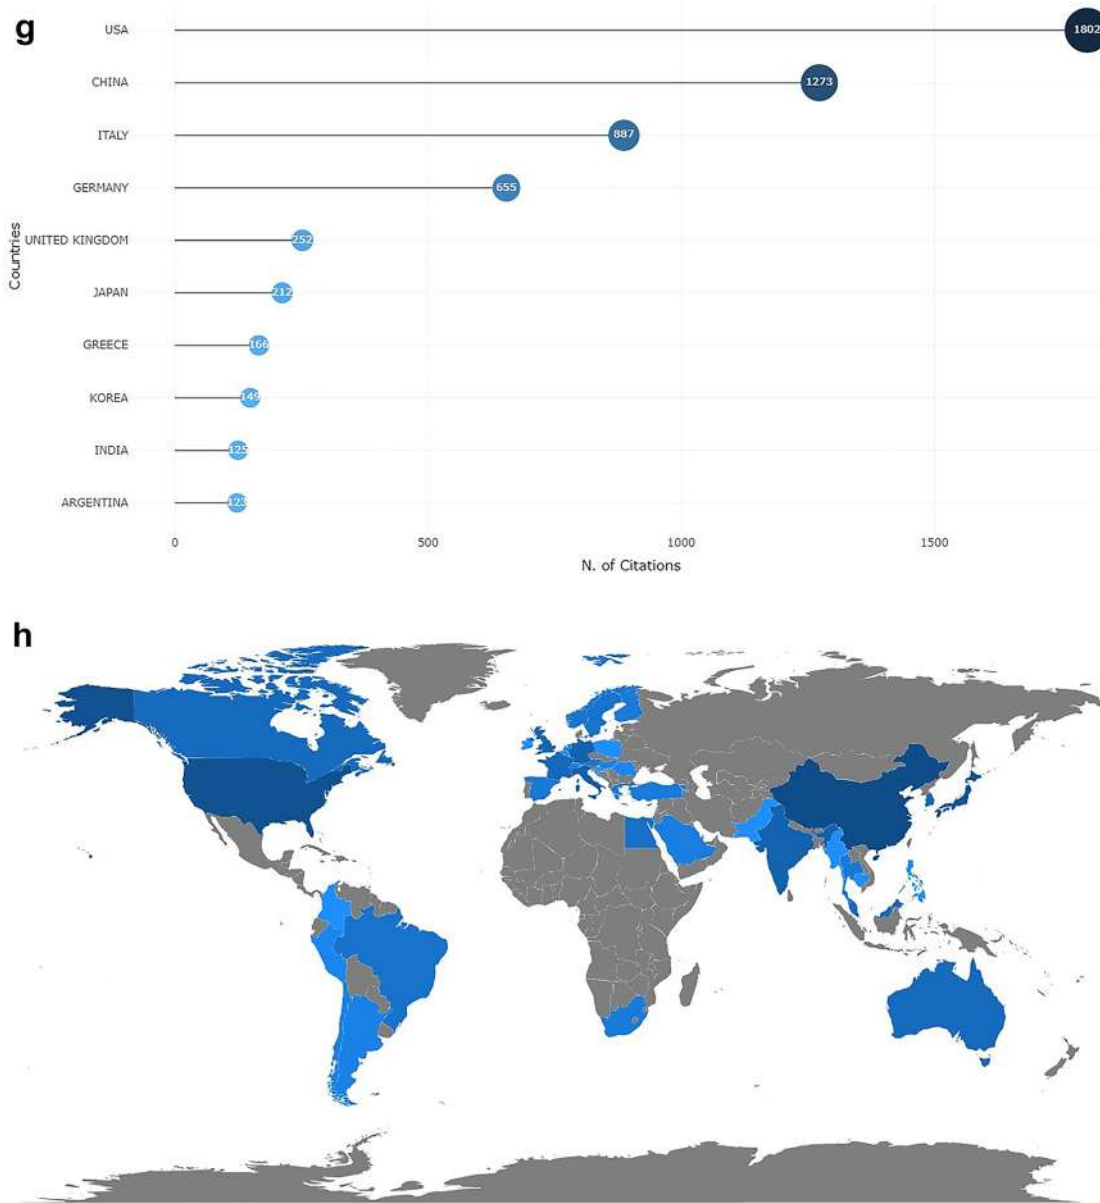 g
USA 1802
CHINA 1273
ITALY 887
GERMANY 655
UNITED KINGDOM 252
JAPAN 212
GREECE 166
KOREA 149
INDIA 125
ARGENTINA 123
Countries
0 500 1000 1500
N. of Citations
h